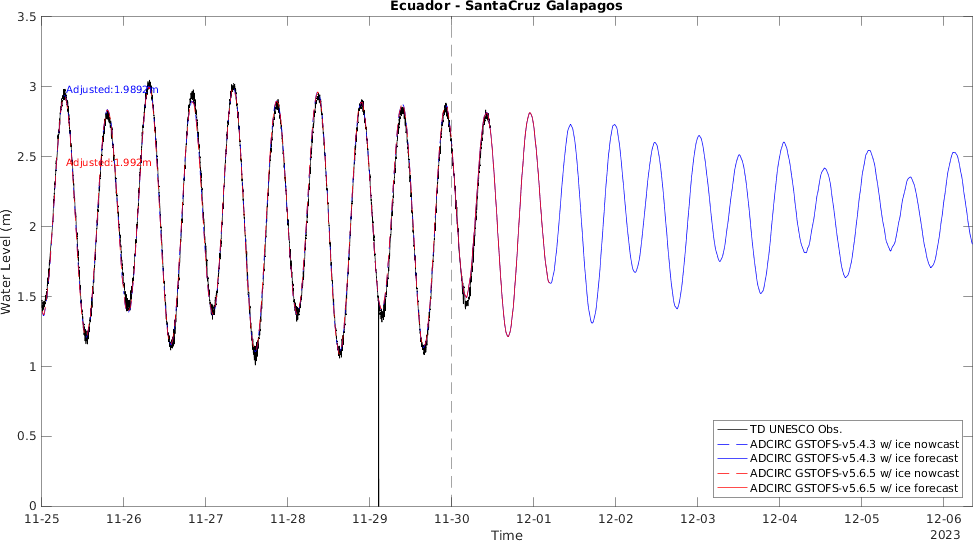 Ecuador - SantaCruz Galapagos
3.5
3
2.5
2
1.5
1
0.5
0
Water Level (m)
Adjusted:1.9892m
Adjusted:1.992m
TD UNESCO Obs.
ADCIRC GSTOFS-v5.4.3 w/ ice nowcast
ADCIRC GSTOFS-v5.4.3 w/ ice forecast
ADCIRC GSTOFS-v5.6.5 w/ ice nowcast
ADCIRC GSTOFS-v5.6.5 w/ ice forecast
11-25 11-26 11-27 11-28 11-29 11-30 12-01 12-02 12-03 12-04 12-05 12-06
Time 2023